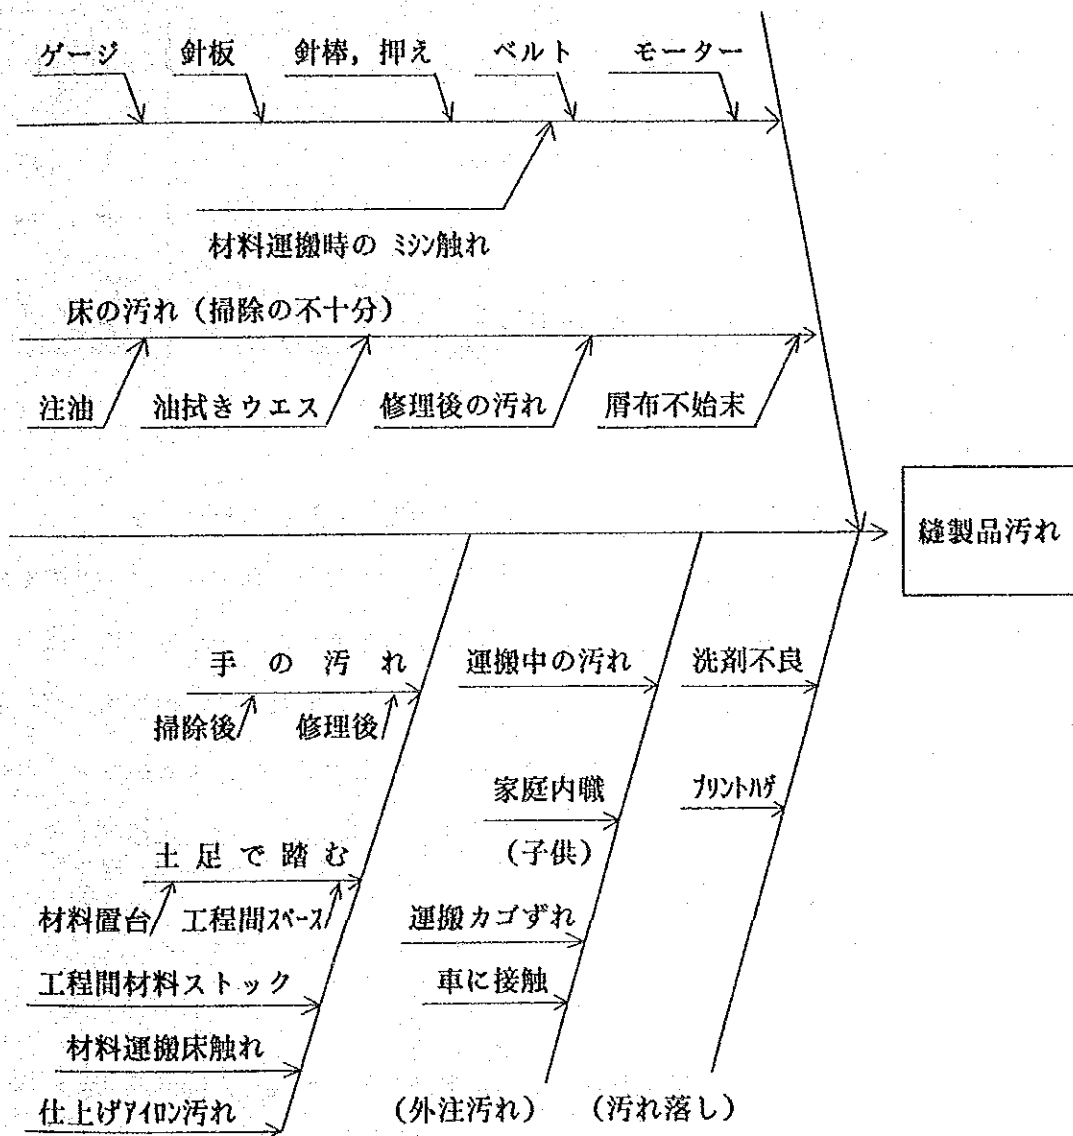 ゲージ 針板 針棒，押え ベルト モーター
材料運搬時の ミシン触れ
床の汚れ（掃除の不十分）
注油 油拭きウエス 修理後の汚れ 屑布不始末
縫製品汚れ
手の汚れ 運搬中の汚れ 洗剤不良
掃除後 修理後
家庭内職 プリントハゲ
土足で踏む （子供）
材料置台 工程間スペース 運搬カゴずれ
工程間材料ストック 車に接触
材料運搬床触れ
仕上げアイロン汚れ （外注汚れ） （汚れ落し）